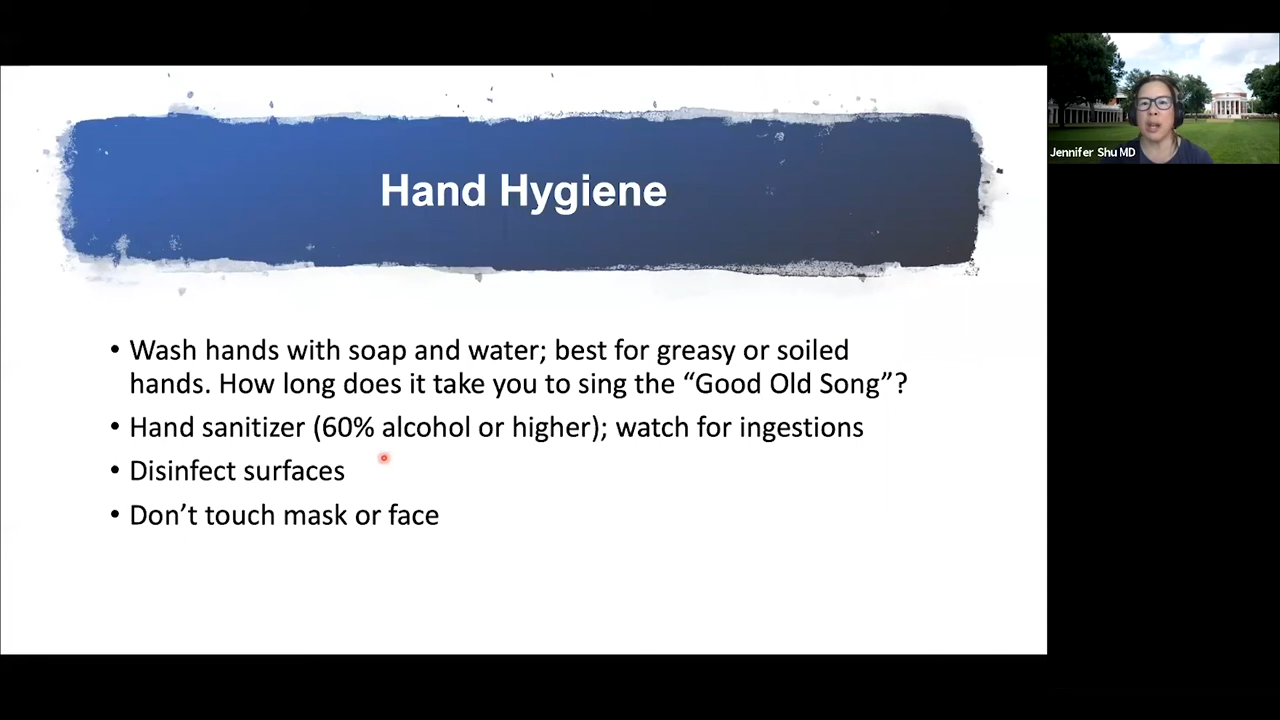 Hand Hygiene
• Wash hands with soap and water; best for greasy or soiled
hands. How long does it take you to sing the “Good Old Song”?
• Hand sanitizer (60% alcohol or higher); watch for ingestions
• Disinfect surfaces
• Don’t touch mask or face
Jennifer Shu MD